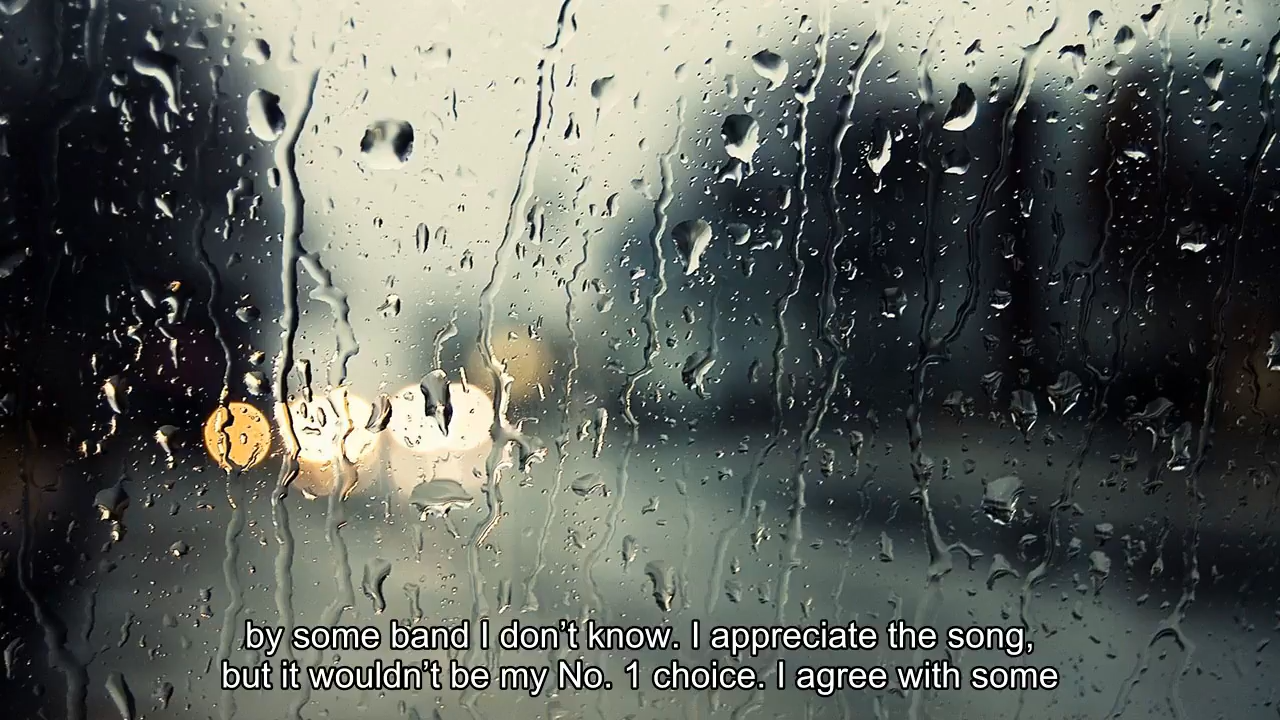 by some band I don't know. I appreciate the song,
but it wouldn't be my No. 1 choice. I agree with some